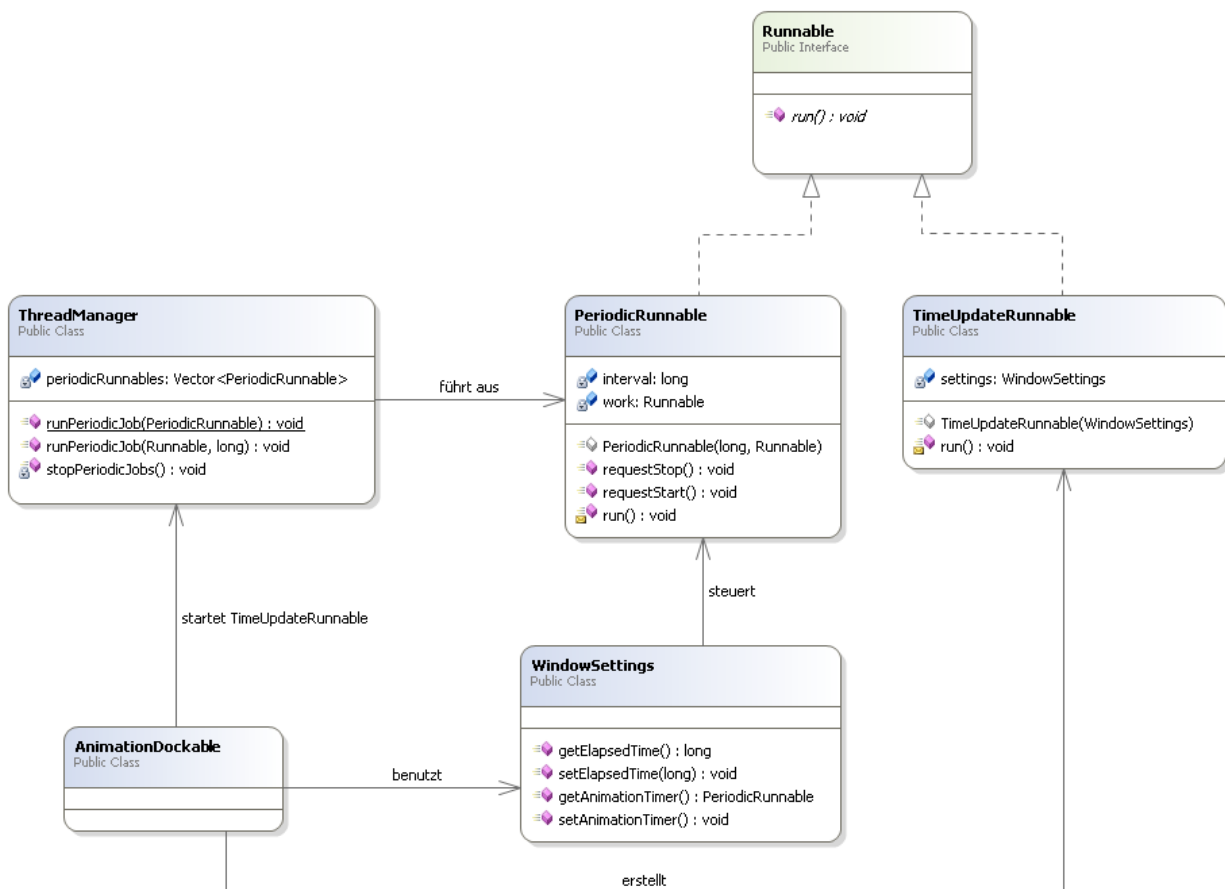 Runnable
Public Interface
run() : void
ThreadManager
Public Class
periodicRunnables: Vector<PeriodicRunnable>
runPeriodicJob(PeriodicRunnable) : void
runPeriodicJob(Runnable, long) : void
stopPeriodicJobs() : void
führt aus
PeriodicRunnable
Public Class
interval: long
work: Runnable
PeriodicRunnable(long, Runnable)
requestStop() : void
requestStart() : void
run() : void
TimeUpdateRunnable
Public Class
settings: WindowSettings
TimeUpdateRunnable(WindowSettings)
run() : void
startet TimeUpdateRunnable
steuert
AnimationDockable
Public Class
benutzt
WindowSettings
Public Class
getElapsedTime() : long
setElapsedTime(long) : void
getAnimationTimer() : PeriodicRunnable
setAnimationTimer() : void
erstellt